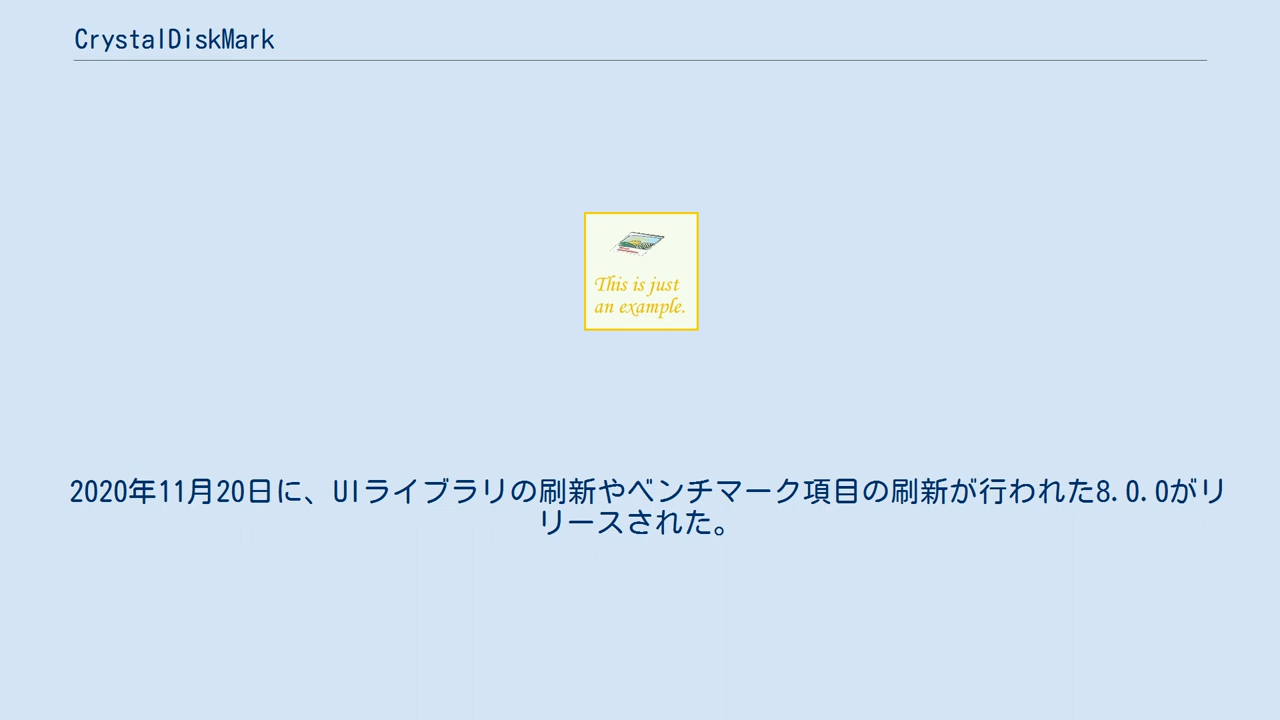 CrystalDiskMark
This is just
an example.
2020年11月20日に、UIライブラリの刷新やベンチマーク項目の刷新が行われた8.0.0がリ
リースされた。